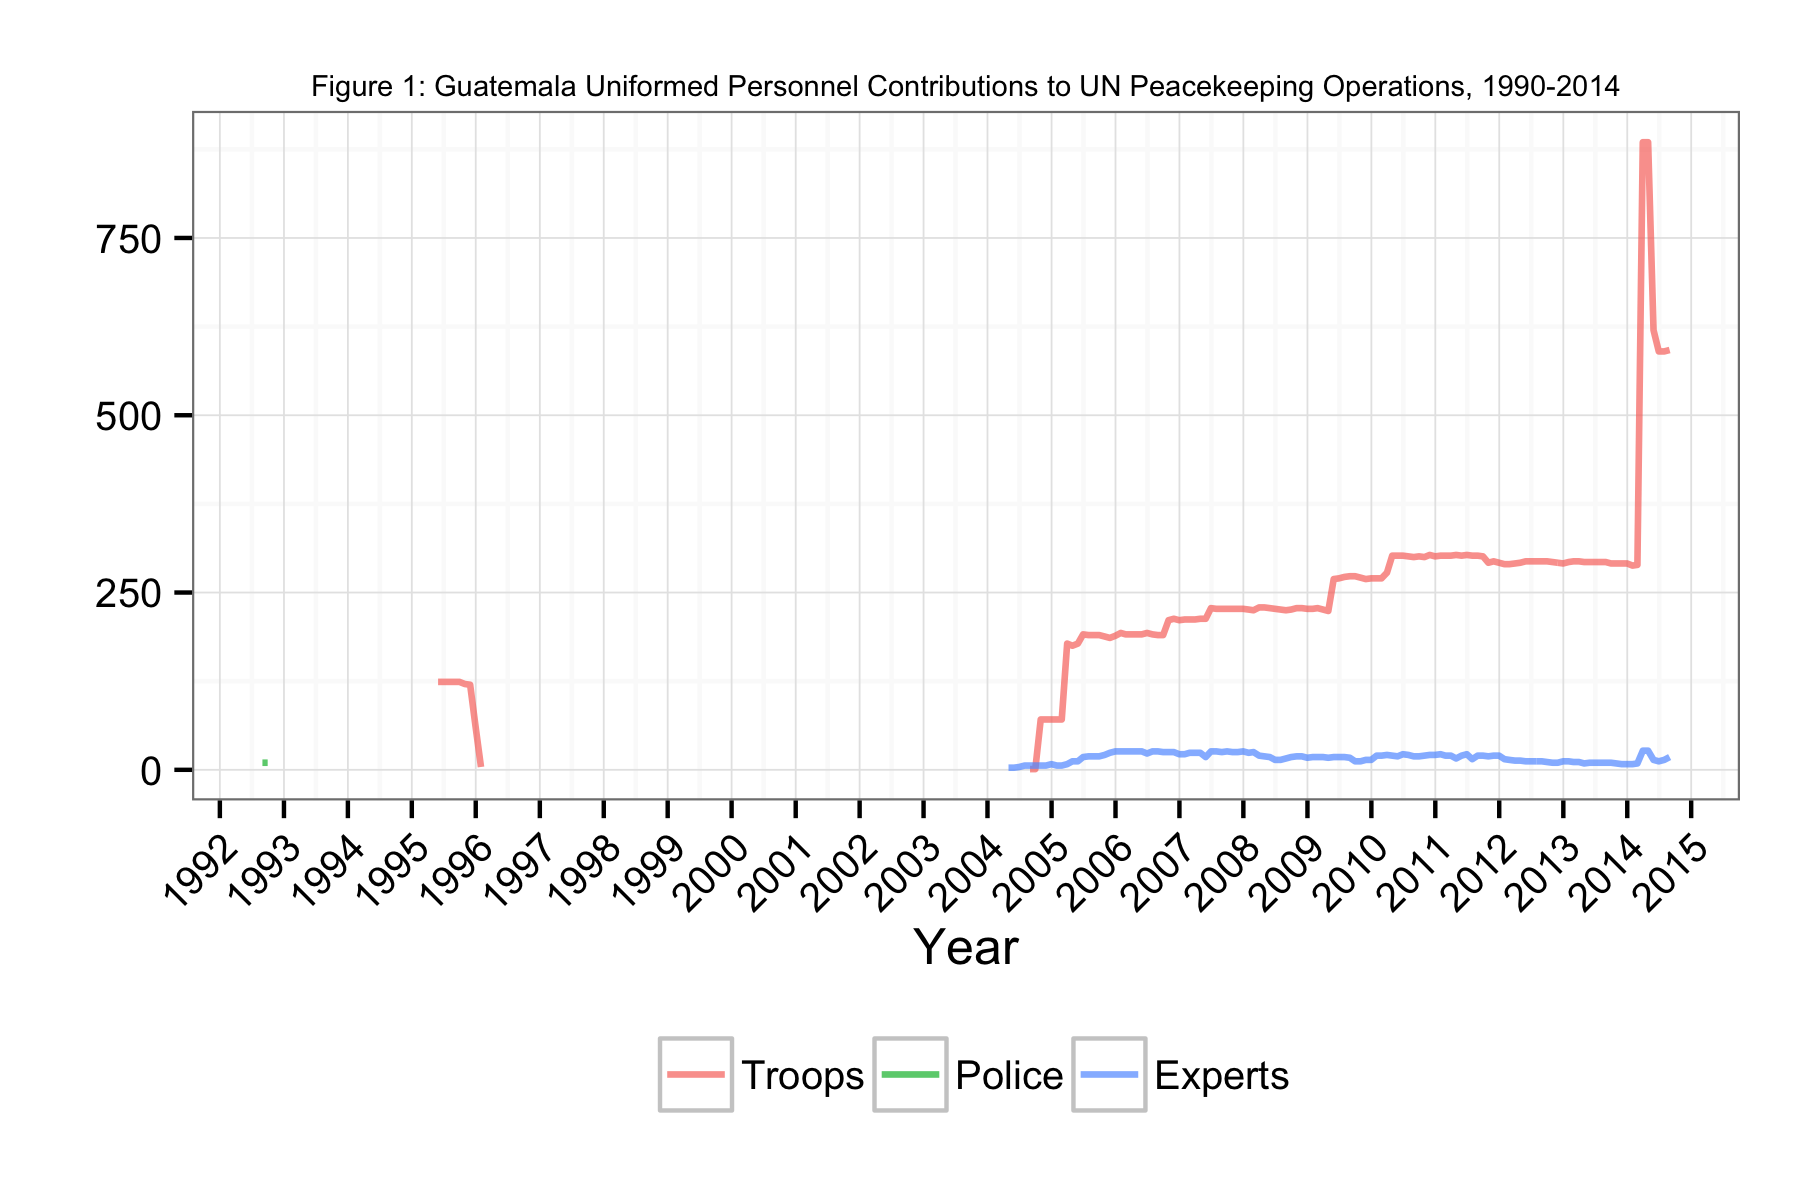 Figure 1: Guatemala Uniformed Personnel Contributions to UN Peacekeeping Operations, 1990-2014
750
500
250
0
1992 1993 1994 1995 1996 1997 1998 1999 2000 2001 2002 2003 2004 2005 2006 2007 2008 2009 2010 2011 2012 2013 2014 2015
Year
Troops Police Experts